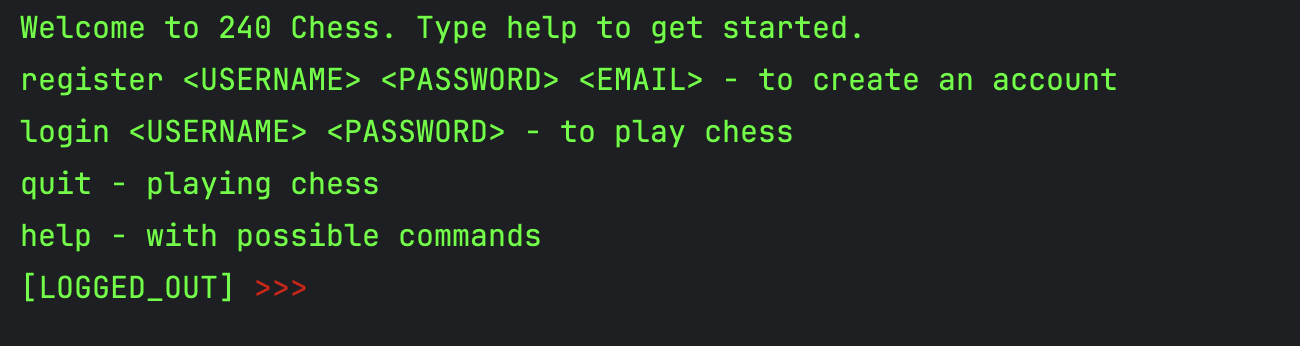 Welcome to 240 Chess. Type help to get started.
register <USERNAME> <PASSWORD> <EMAIL> - to create an account
login <USERNAME> <PASSWORD> - to play chess
quit - playing chess
help - with possible commands
[LOGGED_OUT] >>>